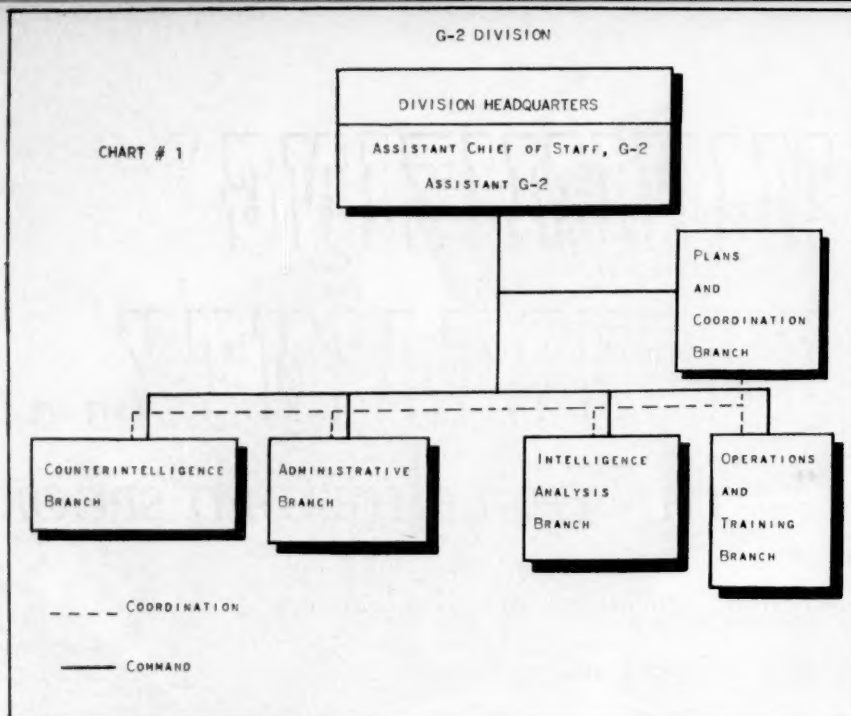 G-2 DIVISION
DIVISION HEADQUARTERS
CHART # 1
ASSISTANT CHIEF OF STAFF, G-2
ASSISTANT G-2
PLANS
AND
COORDINATION
BRANCH
COUNTERINTELLIGENCE
BRANCH
ADMINISTRATIVE
BRANCH
INTELLIGENCE
ANALYSIS
BRANCH
OPERATIONS
AND
TRAINING
BRANCH
COORDINATION
COMMAND